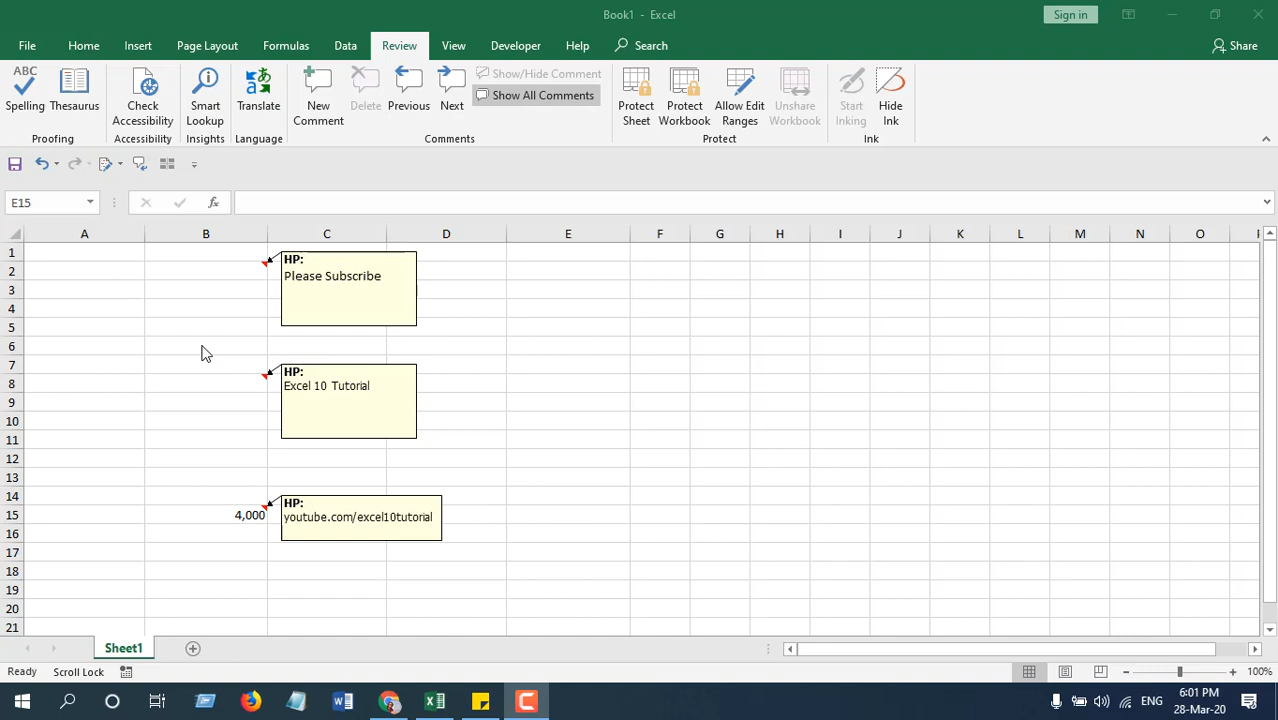 Book1 - Excel
Sign in
File Home Insert Page Layout Formulas Data Review View Developer Help Search Share
ABC
Spelling
Thesaurus
Check Accessibility
Smart Lookup
Translate
New Comment
Delete
Previous
Next
Show/Hide Comment
Show All Comments
Protect Sheet
Protect Workbook
Allow Edit Ranges
Unshare Workbook
Start Inking
Hide Ink
Proofing Accessibility Insights Language Comments Protect Ink
E15 fx
A B C D E F G H I J K L M N O
1
HP:
2
Please Subscribe
3
4
5
6
7
HP:
8
Excel 10 Tutorial
9
10
11
12
13
14
HP:
15 4,000
youtube.com/excel10tutorial
16
17
18
19
20
21
Sheet1
Ready Scroll Lock 100%
ENG 6:01 PM
28-Mar-20